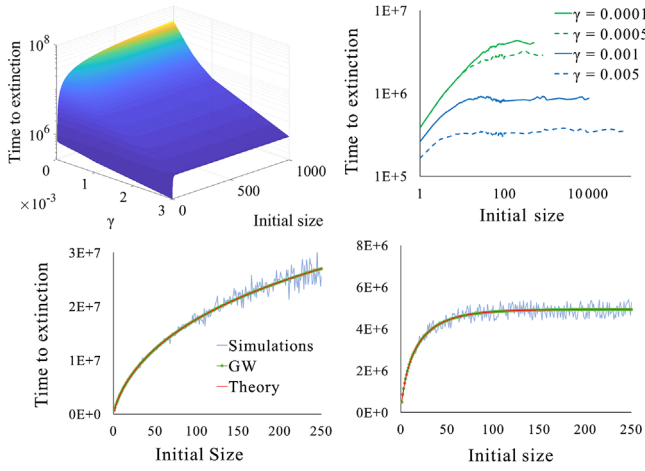 Time to extinction
10^8
10^6
0
1
2
3
×10^-3
γ
0
500
1000
Initial size
Time to extinction
1E+7
1E+6
1E+5
1
100
10 000
Initial size
γ = 0.0001
γ = 0.0005
γ = 0.001
γ = 0.005
Time to extinction
3E+7
2E+7
1E+7
0E+0
0 50 100 150 200 250
Initial Size
Simulations
GW
Theory
8E+6
6E+6
4E+6
2E+6
0E+0
0 50 100 150 200 250
Initial size